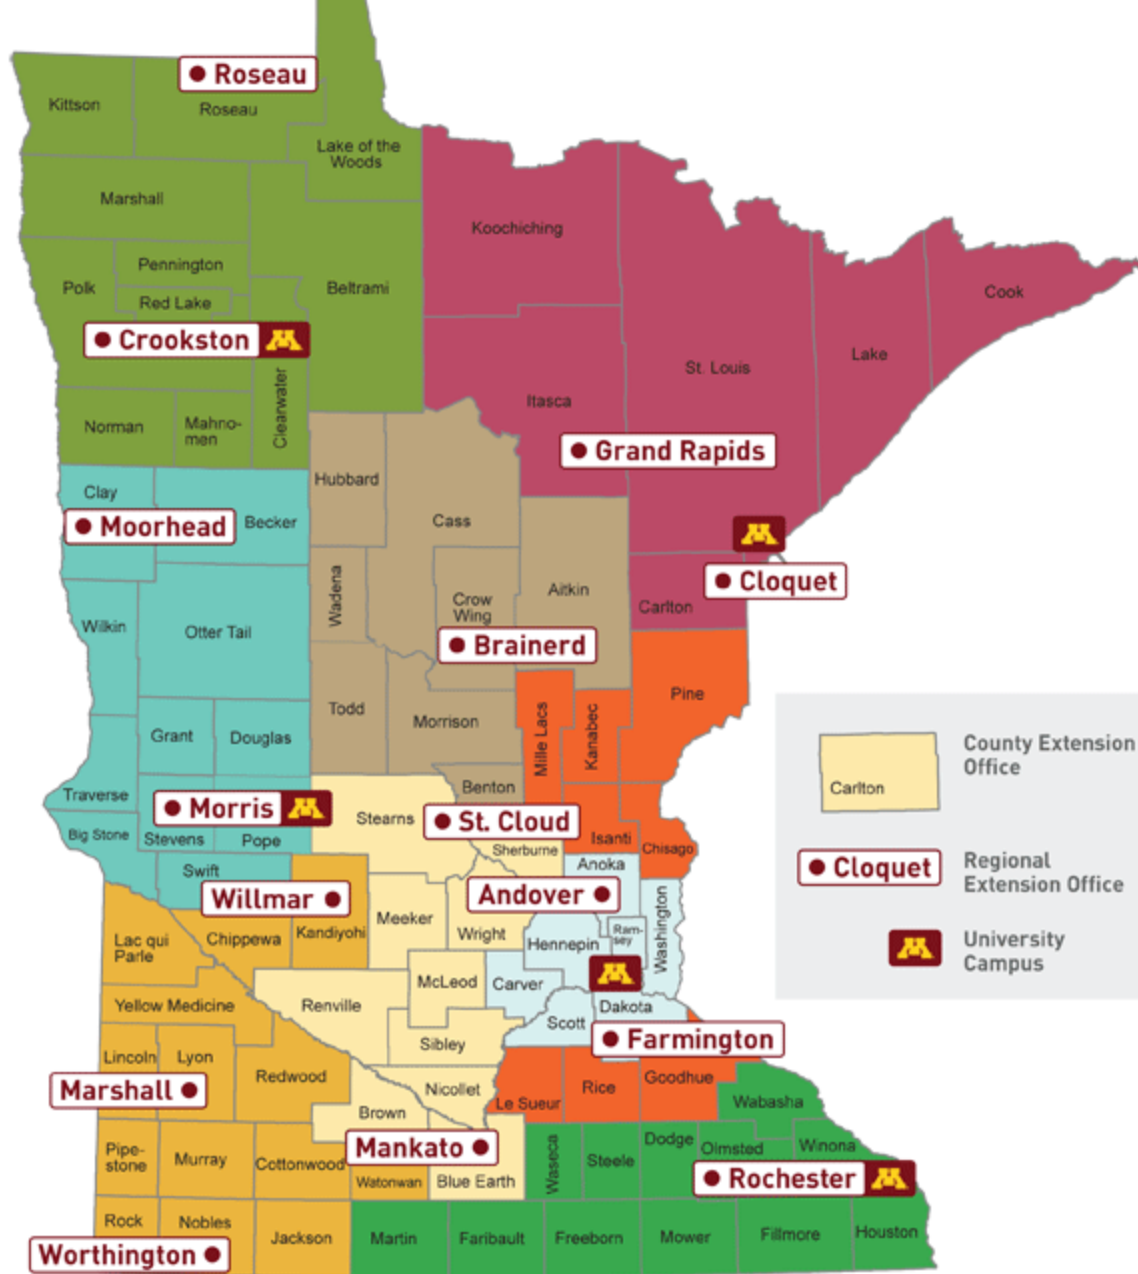 Roseau
Kittson
Roseau
Lake of the
Woods
Marshall
Koochiching
Pennington
Polk
Beltrami
Red Lake
Cook
Crookston
Lake
St. Louis
Itasca
Clearwater
Norman
Mahno-
men
Grand Rapids
Hubbard
Clay
Becker
Cass
Moorhead
Cloquet
Wadena
Aitkin
Crow
Wing
Carlton
Wilkin
Otter Tail
Brainerd
Pine
Todd
Morrison
Mille Lacs
Kanabec
Grant
Douglas
County Extension
Office
Carlton
Benton
Traverse
Morris
Stearns
St. Cloud
Big Stone
Stevens
Pope
Isanti
Chisago
Sherburne
Anoka
Swift
Cloquet
Regional
Extension Office
Willmar
Andover
Meeker
Washington
Lac qui
Parle
Chippewa
Kandiyohi
Wright
Hennepin
Ram-
sey
University
Campus
McLeod
Carver
Yellow Medicine
Renville
Dakota
Scott
Farmington
Sibley
Lincoln
Lyon
Redwood
Goodhue
Marshall
Nicollet
Rice
Le Sueur
Brown
Wabasha
Mankato
Dodge
Olmsted
Winona
Pipe-
stone
Murray
Cottonwood
Waseca
Steele
Watonwan
Blue Earth
Rochester
Rock
Nobles
Jackson
Martin
Faribault
Freeborn
Mower
Fillmore
Houston
Worthington